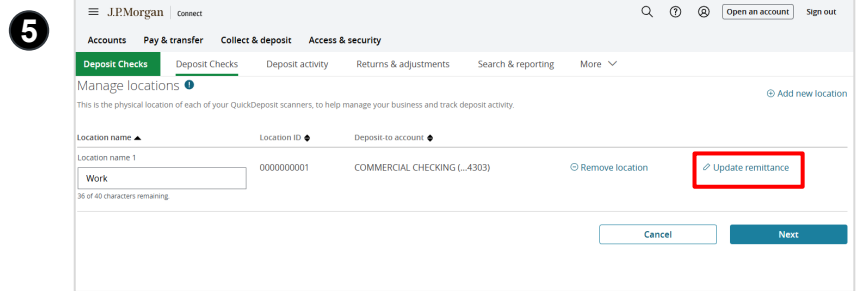 5
J.P.Morgan | Connect Open an account Sign out
Accounts Pay & transfer Collect & deposit Access & security
Deposit Checks Deposit Checks Deposit activity Returns & adjustments Search & reporting More
Manage locations
Add new location
This is the physical location of each of your QuickDeposit scanners, to help manage your business and track deposit activity.
Location name Location ID Deposit-to account
Location name 1
Work 0000000001 COMMERCIAL CHECKING (...4303) Remove location Update remittance
36 of 40 characters remaining.
Cancel Next